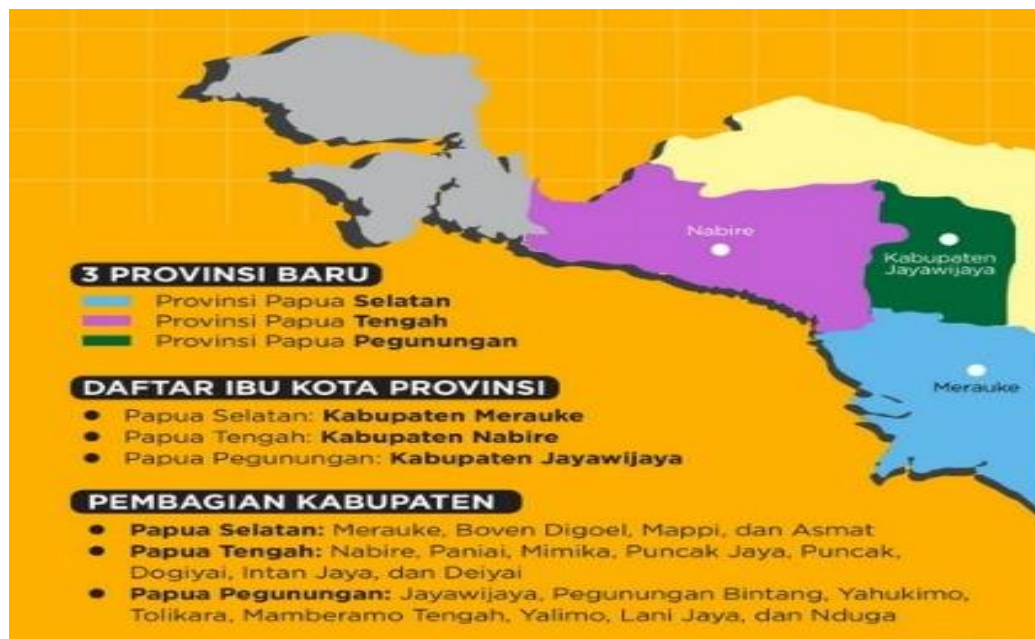 Nabire
Kabupaten
Jayawijaya
3 PROVINSI BARU
Provinsi Papua Selatan
Provinsi Papua Tengah
Provinsi Papua Pegunungan
Merauke
DAFTAR IBU KOTA PROVINSI
● Papua Selatan: Kabupaten Merauke
● Papua Tengah: Kabupaten Nabire
● Papua Pegunungan: Kabupaten Jayawijaya
PEMBAGIAN KABUPATEN
● Papua Selatan: Merauke, Boven Digoel, Mappi, dan Asmat
● Papua Tengah: Nabire, Paniai, Mimika, Puncak Jaya, Puncak,
Dogiyai, Intan Jaya, dan Deiyai
● Papua Pegunungan: Jayawijaya, Pegunungan Bintang, Yahukimo,
Tolikara, Mamberamo Tengah, Yalimo, Lani Jaya, dan Nduga